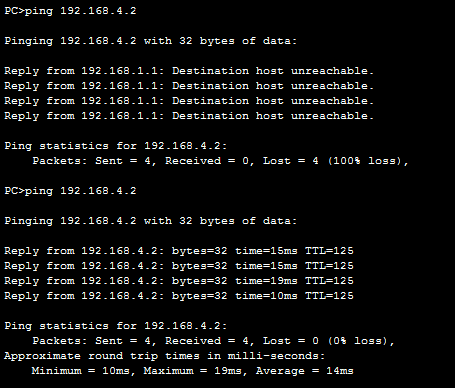 PC>ping 192.168.4.2
Pinging 192.168.4.2 with 32 bytes of data:
Reply from 192.168.1.1: Destination host unreachable.
Reply from 192.168.1.1: Destination host unreachable.
Reply from 192.168.1.1: Destination host unreachable.
Reply from 192.168.1.1: Destination host unreachable.
Ping statistics for 192.168.4.2:
    Packets: Sent = 4, Received = 0, Lost = 4 (100% loss),
PC>ping 192.168.4.2
Pinging 192.168.4.2 with 32 bytes of data:
Reply from 192.168.4.2: bytes=32 time=15ms TTL=125
Reply from 192.168.4.2: bytes=32 time=15ms TTL=125
Reply from 192.168.4.2: bytes=32 time=19ms TTL=125
Reply from 192.168.4.2: bytes=32 time=10ms TTL=125
Ping statistics for 192.168.4.2:
    Packets: Sent = 4, Received = 4, Lost = 0 (0% loss),
Approximate round trip times in milli-seconds:
    Minimum = 10ms, Maximum = 19ms, Average = 14ms